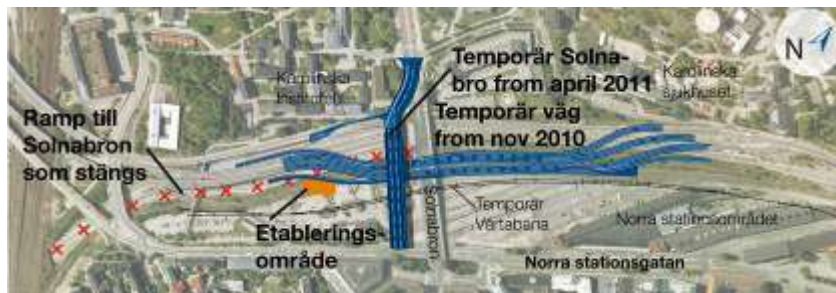 Temporär Solna-
bro from april 2011
Temporär väg
from nov 2010
Karolinska
Institutet
Karolinska
sjukhuset
N
Ramp till
Solnabron
som stängs
Etablerings-
område
Solnabron
Temporär
Värtabana
Norra stationsområdet
Norra stationsgatan